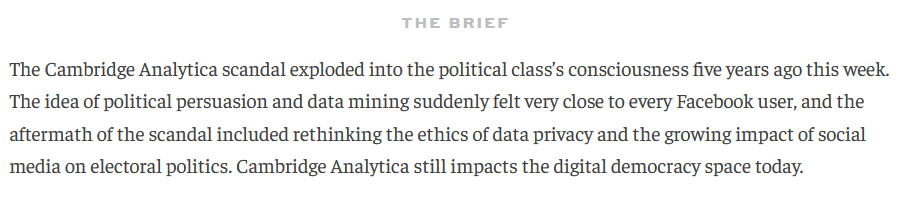 THE BRIEF
The Cambridge Analytica scandal exploded into the political class’s consciousness five years ago this week.
The idea of political persuasion and data mining suddenly felt very close to every Facebook user, and the
aftermath of the scandal included rethinking the ethics of data privacy and the growing impact of social
media on electoral politics. Cambridge Analytica still impacts the digital democracy space today.